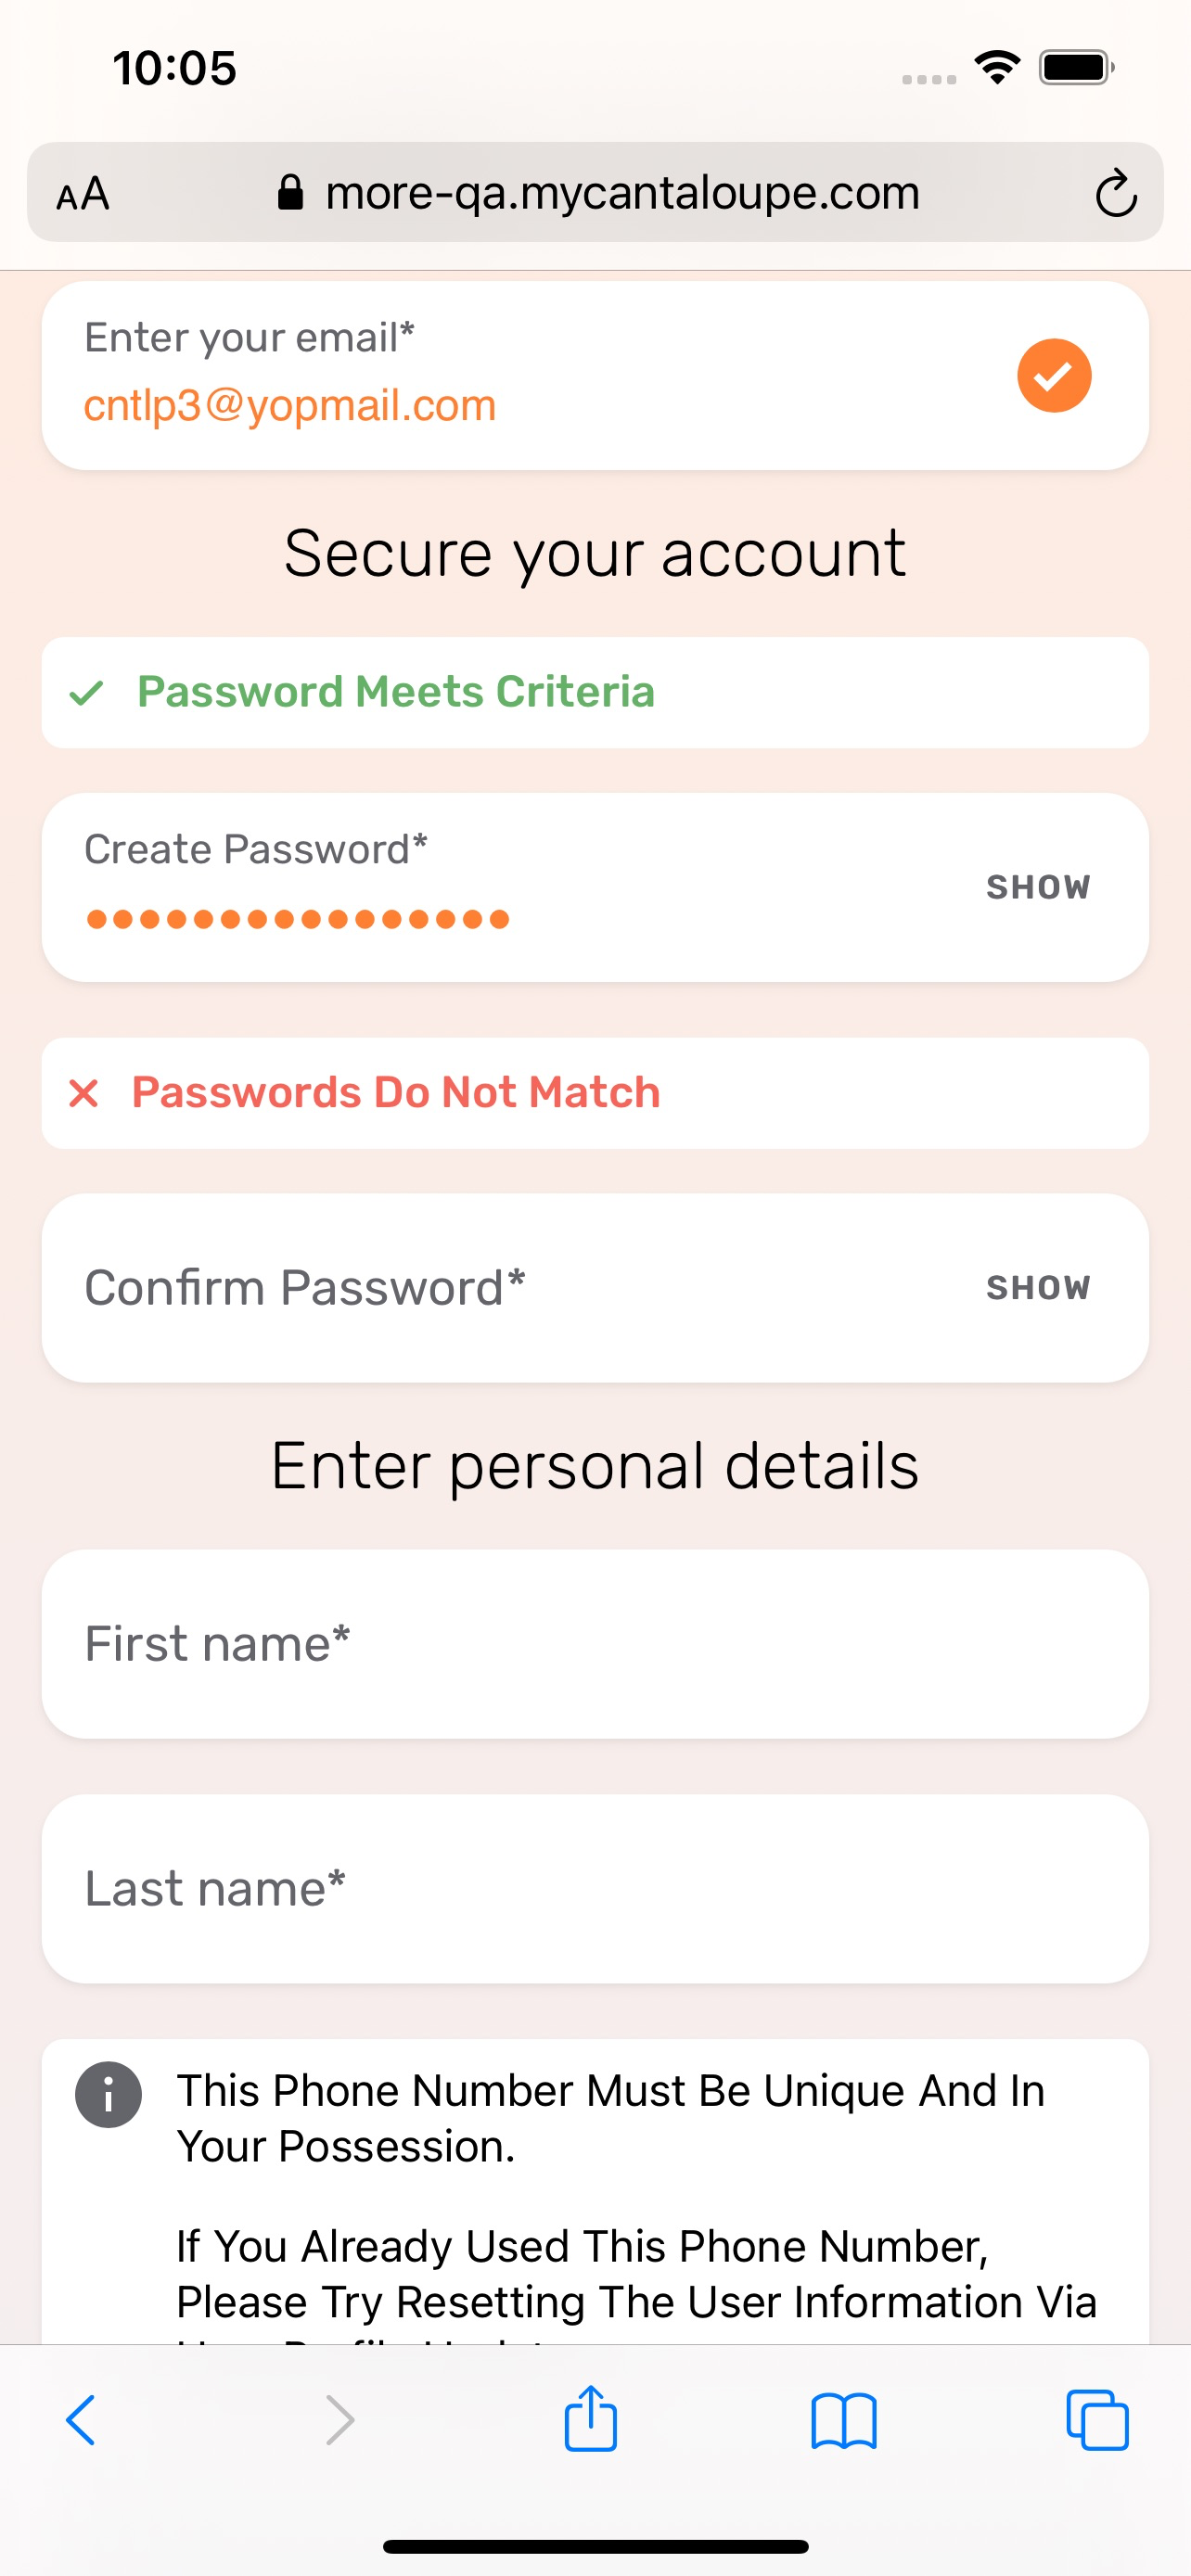 10:05
AA more-qa.mycantaloupe.com
Enter your email*
cntlp3@yopmail.com
Secure your account
Password Meets Criteria
Create Password*
SHOW
Passwords Do Not Match
Confirm Password*
SHOW
Enter personal details
First name*
Last name*
This Phone Number Must Be Unique And In
Your Possession.
If You Already Used This Phone Number,
Please Try Resetting The User Information Via